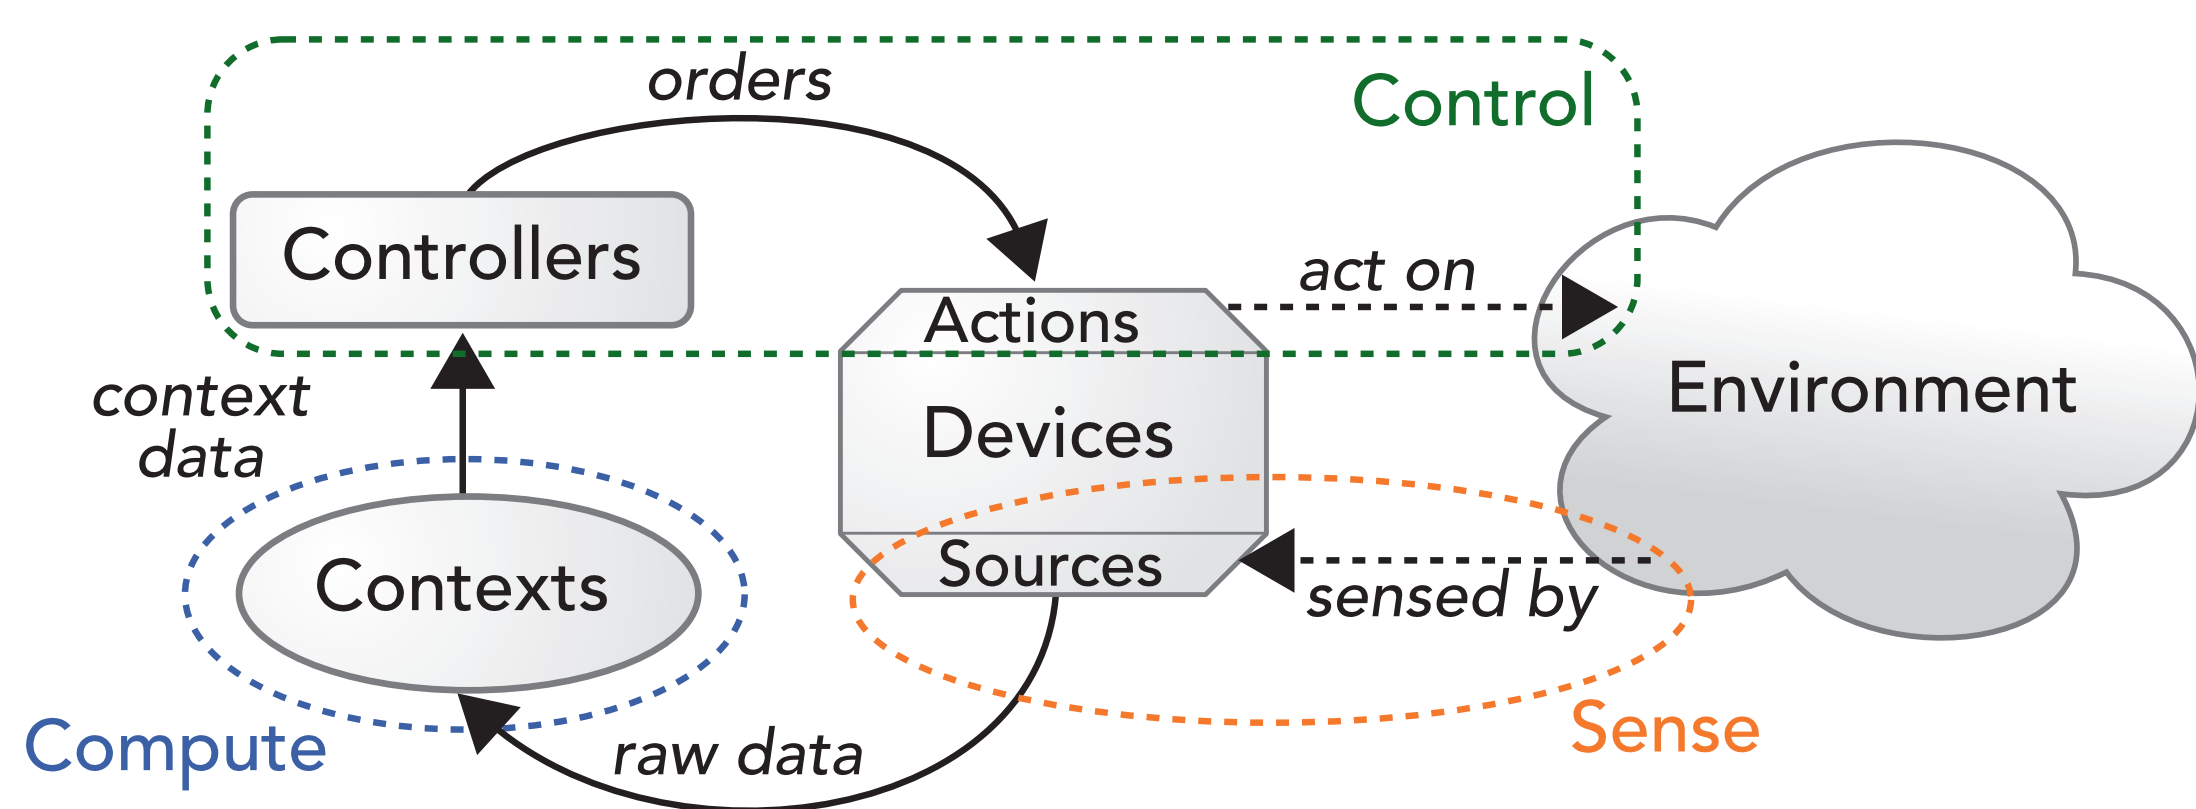 orders
Control
Controllers
act on
Actions
context
data
Devices
Environment
Contexts
Sources
sensed by
Compute
raw data
Sense